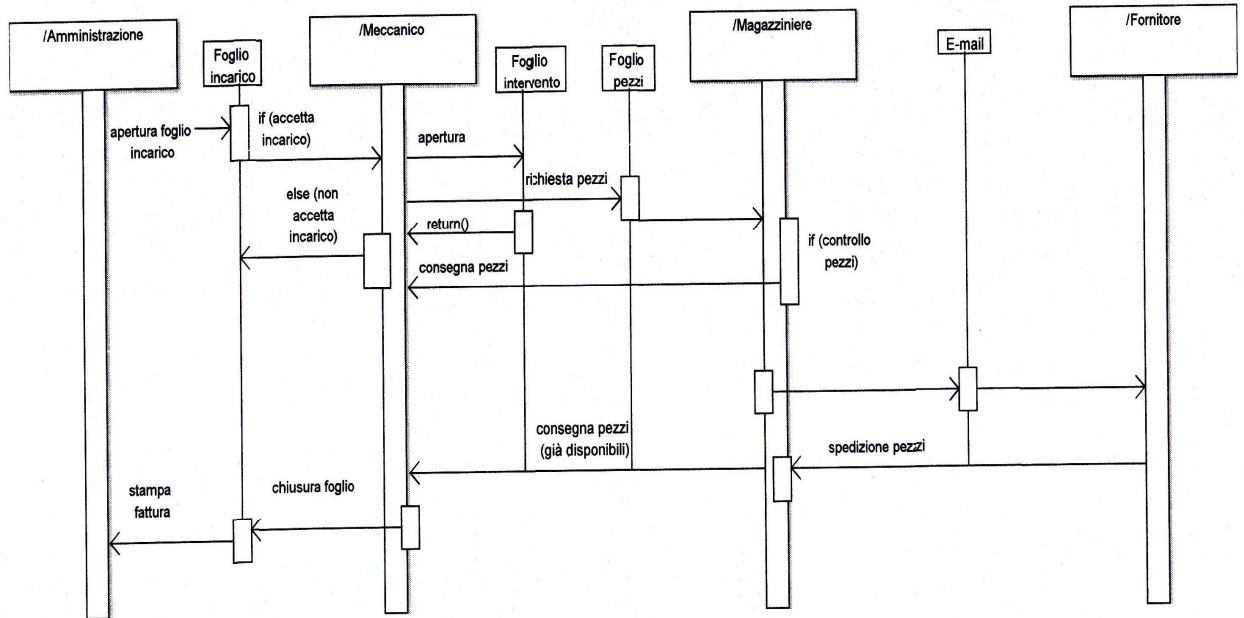 /Amministrazione
Foglio
incarico
/Meccanico
Foglio
intervento
Foglio
pezzi
/Magazziniere
E-mail
/Fornitore
apertura foglio
incarico
if (accetta
incarico)
apertura
richiesta pezzi
else (non
accetta
incarico)
return()
if (controllo
pezzi)
consegna pezzi
consegna pezzi
(già disponibili)
spedizione pezzi
stampa
fattura
chiusura foglio